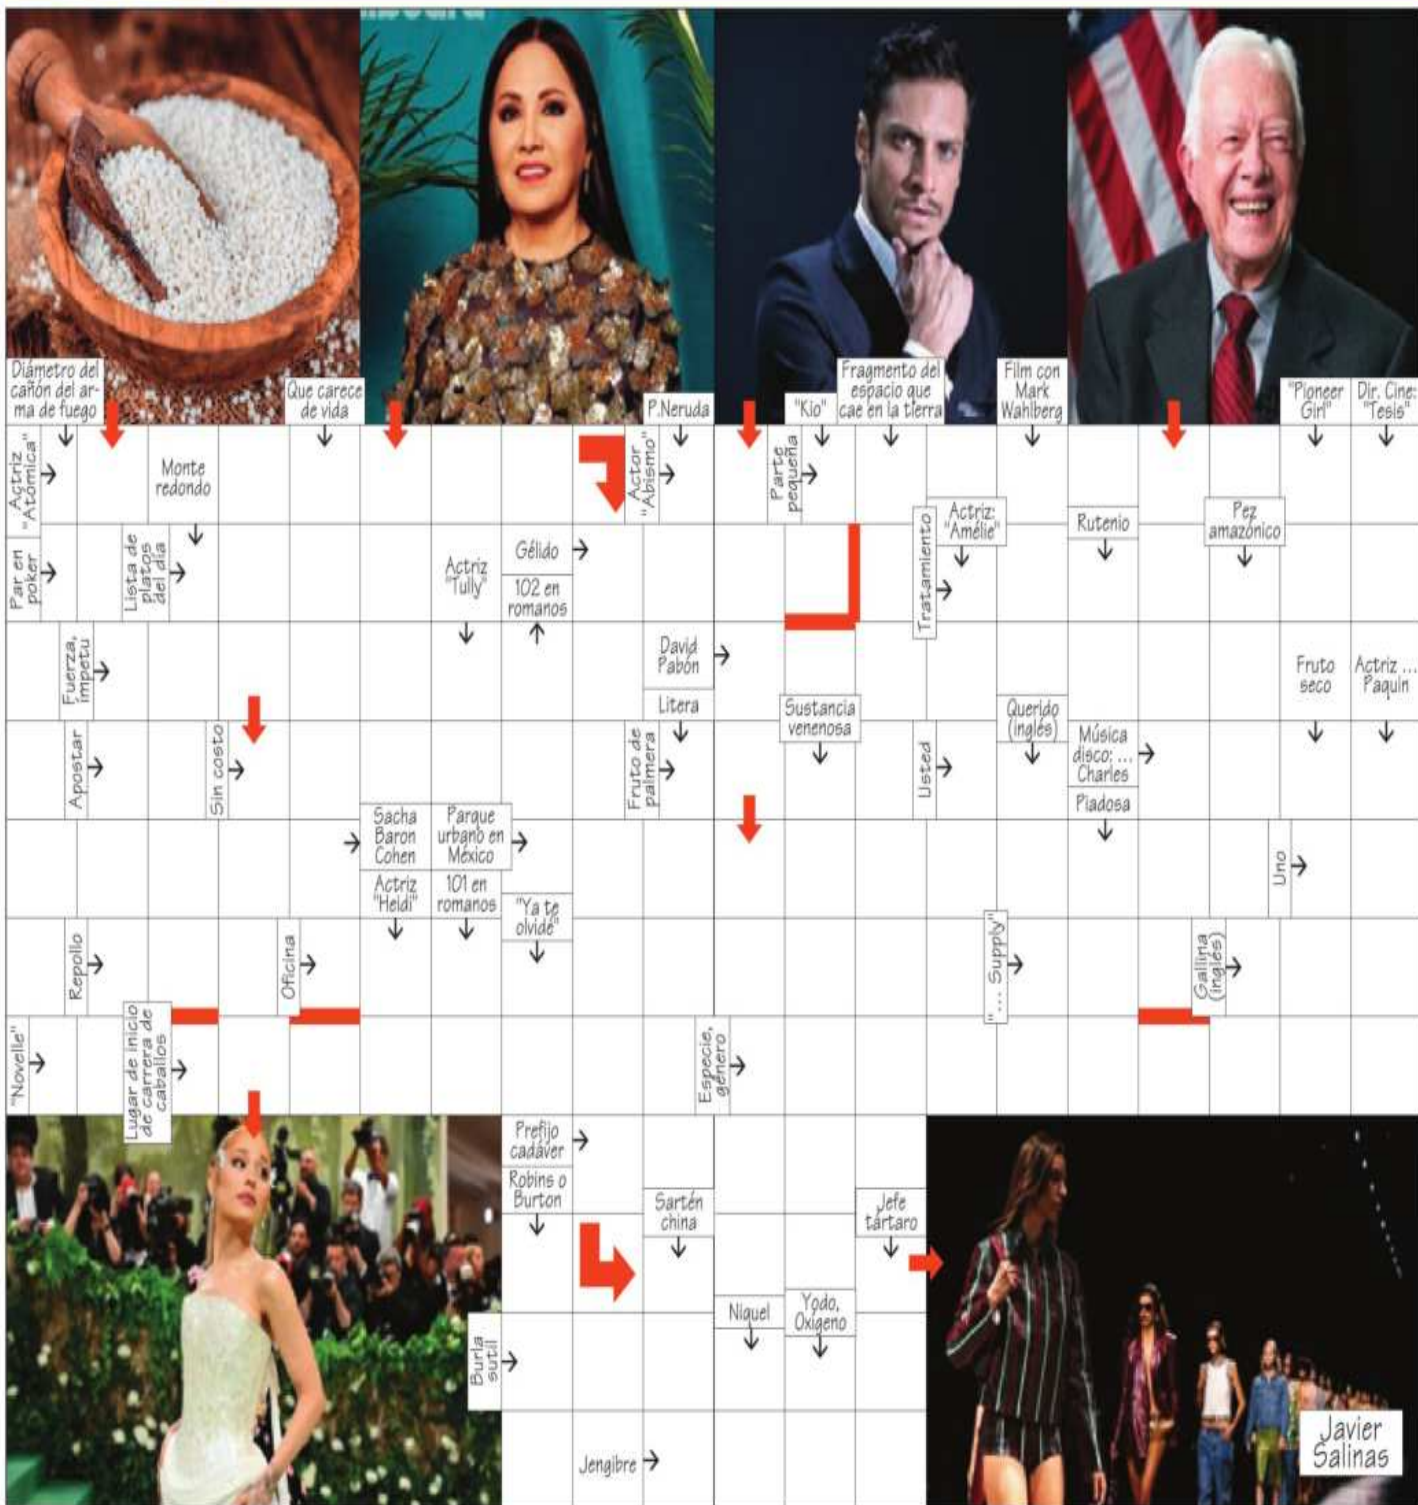 Diámetro del
cañón del ar-
ma de fuego
Que carece
de vida
P.Neruda
"Kio"
Fragmento del
espacio que
cae en la tierra
Film con
Mark
Wahlberg
"Pioneer
Girl"
Dir. Cine:
"Tesis"
Actriz
"Atómica"
Monte
redondo
Actor
"Abismo"
Parte
pequeña
Par en
poker
Lista de
platos
del día
Actriz
"Tully"
Gélido
102 en
romanos
Tratamiento
Actriz:
"Amélie"
Rutenio
Pez
amazónico
Fuerza,
ímpetu
David
Pabón
Litera
Sustancia
venenosa
Querido
(inglés)
Fruto
seco
Actriz ...
Paquin
Apostar
Sin costo
Fruto de
palmera
Usted
Música
disco: ...
Charles
Piadosa
Sacha
Baron
Cohen
Parque
urbano en
México
Actriz
"Heidi"
101 en
romanos
"Ya te
olvidé"
Uno
Repollo
Oficina
"... Supply"
Gallina
(inglés)
"Novelle"
Lugar de inicio
de carrera de
caballos
Especie,
género
Prefijo
cadáver
Robins o
Burton
Sartén
china
Jefe
tártaro
Burla
sutil
Niquel
Yodo,
Oxígeno
Jengibre
Javier
Salinas